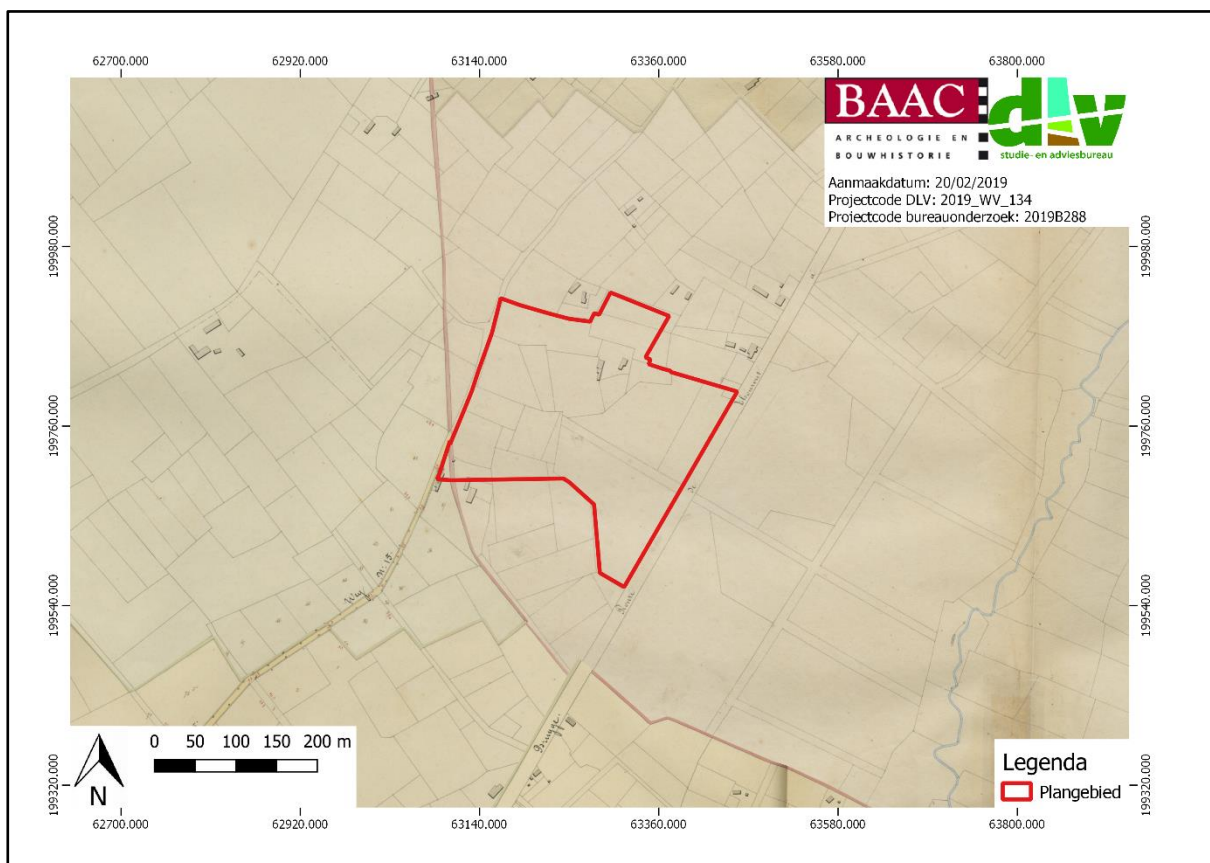 62700.000 62920.000 63140.000 63360.000 63580.000 63800.000
BAAC
ARCHEOLOGIE EN
BOUWHISTORIE
dlv
studie- en adviesbureau
Aanmaakdatum: 20/02/2019
Projectcode DLV: 2019_WV_134
Projectcode bureauonderzoek: 2019B288
199980.000 199980.000
199760.000 199760.000
199540.000 199540.000
199320.000 199320.000
Weg
N
0 50 100 150 200 m
Legenda
Plangebied
62700.000 62920.000 63140.000 63360.000 63580.000 63800.000